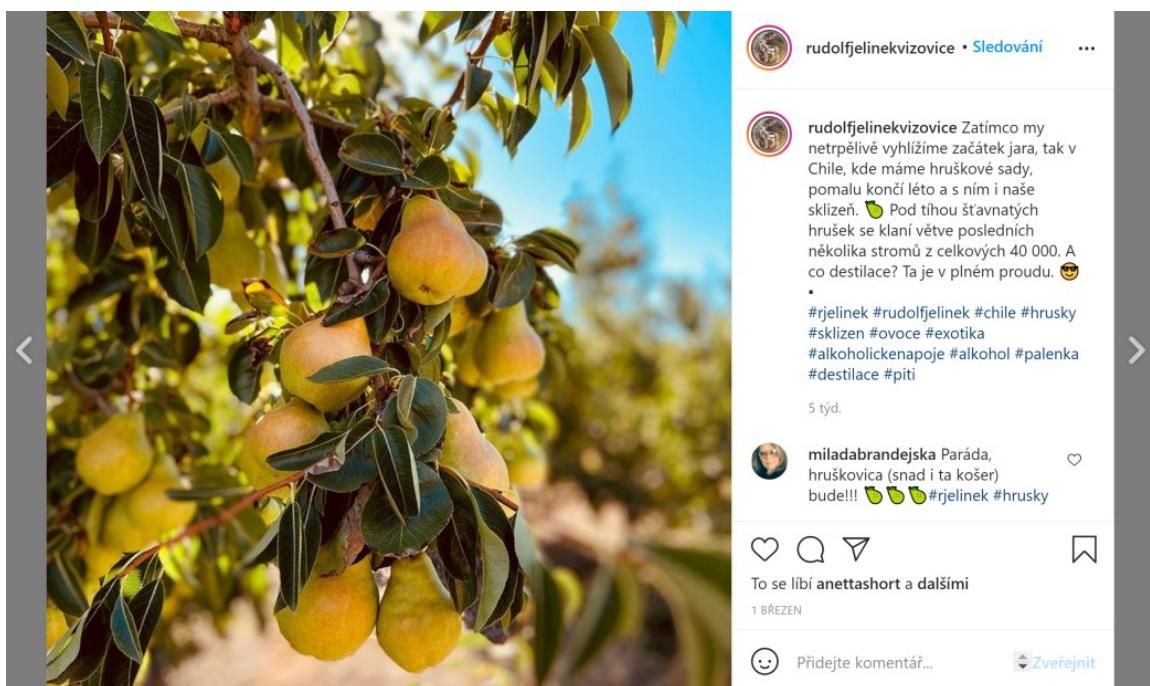 rudolfjelinekvizovice • Sledování
rudolfjelinekvizovice Zatímco my
netrpělivě vyhlížíme začátek jara, tak v
Chile, kde máme hruškové sady,
pomalu končí léto a s ním i naše
sklizeň. 🍐 Pod tíhou šťavnatých
hrušek se klaní větve posledních
několika stromů z celkových 40 000. A
co destilace? Ta je v plném proudu. 😎
▪
#rjelinek #rudolfjelinek #chile #hrusky
#sklizen #ovoce #exotika
#alkoholickenapoje #alkohol #palenka
#destilace #piti
5 týd.
miladabrandejska Paráda,
hruškovica (snad i ta košer)
bude!!! 🍐🍐🍐#rjelinek #hrusky
To se líbí anettashort a dalšími
1 BŘEZEN
Přidejte komentář... Zveřejnit